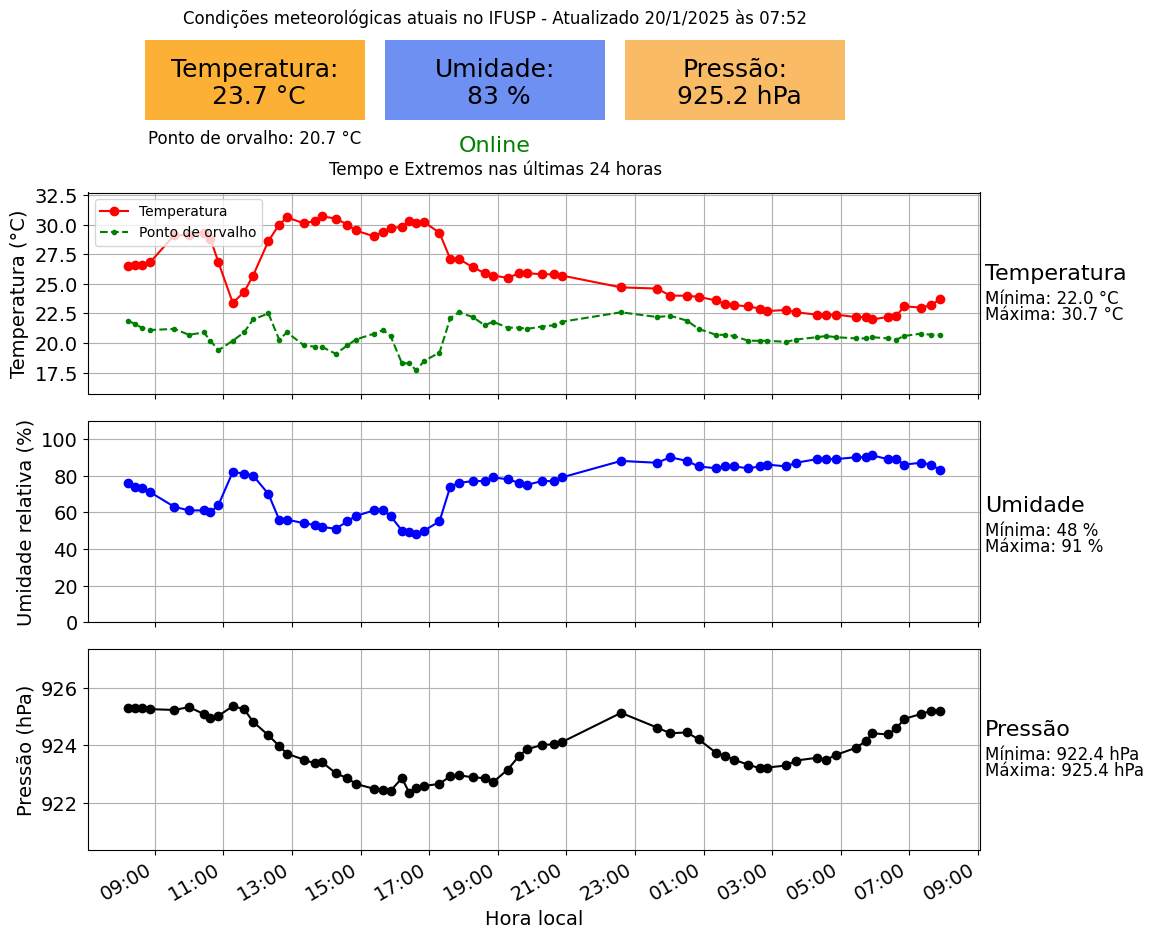 Condições meteorológicas atuais no IFUSP - Atualizado 20/1/2025 às 07:52
Temperatura:
23.7 °C
Umidade:
83 %
Pressão:
925.2 hPa
Ponto de orvalho: 20.7 °C
Online
Tempo e Extremos nas últimas 24 horas
Temperatura (°C)
32.5
30.0
27.5
25.0
22.5
20.0
17.5
Temperatura
Ponto de orvalho
Temperatura
Mínima: 22.0 °C
Máxima: 30.7 °C
Umidade relativa (%)
100
80
60
40
20
0
Umidade
Mínima: 48 %
Máxima: 91 %
Pressão (hPa)
926
924
922
Pressão
Mínima: 922.4 hPa
Máxima: 925.4 hPa
09:00
11:00
13:00
15:00
17:00
19:00
21:00
23:00
01:00
03:00
05:00
07:00
09:00
Hora local